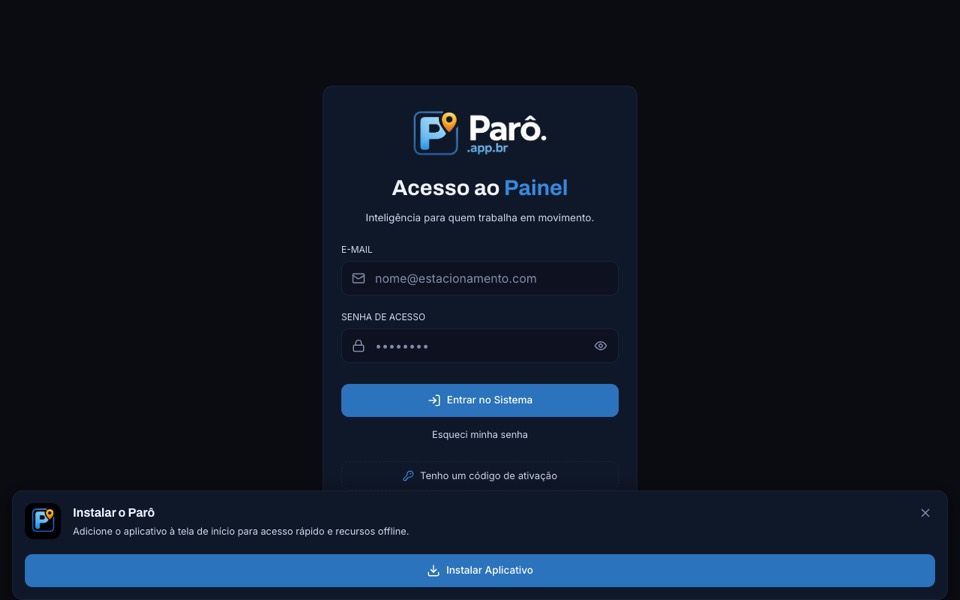 P Parô.
.app.br
Acesso ao Painel
Inteligência para quem trabalha em movimento.
E-MAIL
nome@estacionamento.com
SENHA DE ACESSO
••••••••
Entrar no Sistema
Esqueci minha senha
Tenho um código de ativação
P
Instalar o Parô
Adicione o aplicativo à tela de início para acesso rápido e recursos offline.
Instalar Aplicativo